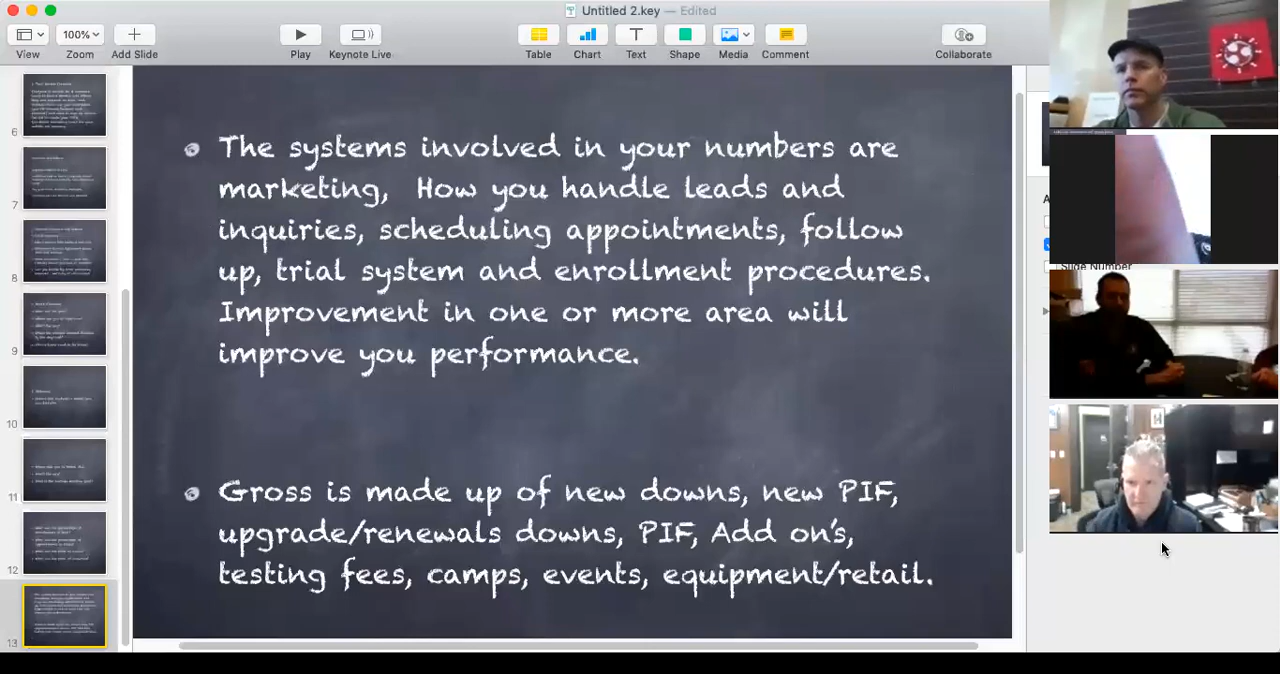 Untitled 2.key — Edited
100%
View
Zoom
Add Slide
Play
Keynote Live
Table
Chart
Text
Shape
Media
Comment
Collaborate
6
7
8
9
10
11
12
13
The systems involved in your numbers are
marketing, How you handle leads and
inquiries, scheduling appointments, follow
up, trial system and enrollment procedures.
Improvement in one or more area will
improve you performance.
Gross is made up of new downs, new PIF,
upgrade/renewals downs, PIF, Add on's,
testing fees, camps, events, equipment/retail.
Slide Number